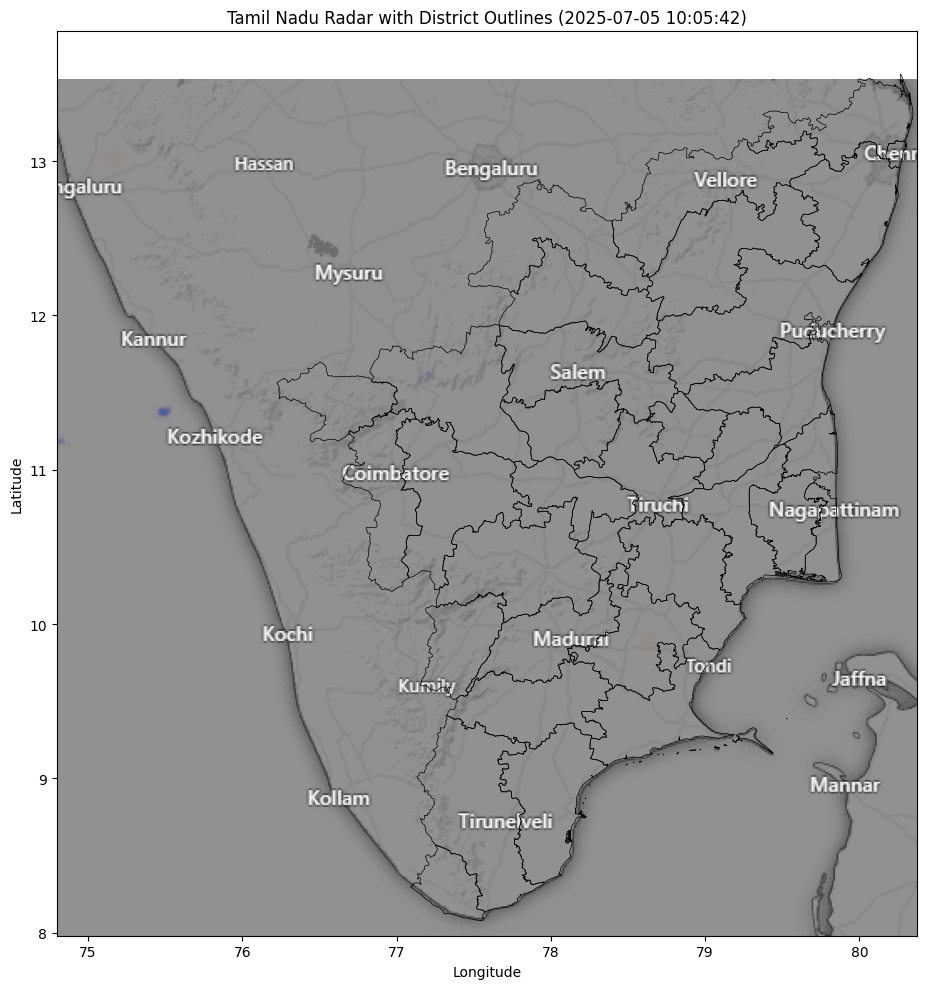 Tamil Nadu Radar with District Outlines (2025-07-05 10:05:42)
13
12
11
10
9
8
Latitude
Hassan
Bengaluru
Chenn
Vellore
ngaluru
Mysuru
Kannur
Puducherry
Salem
Kozhikode
Coimbatore
Tiruchi
Nagapattinam
Kochi
Madurai
Tondi
Kumily
Jaffna
Kollam
Mannar
Tirunelveli
75
76
77
78
79
80
Longitude